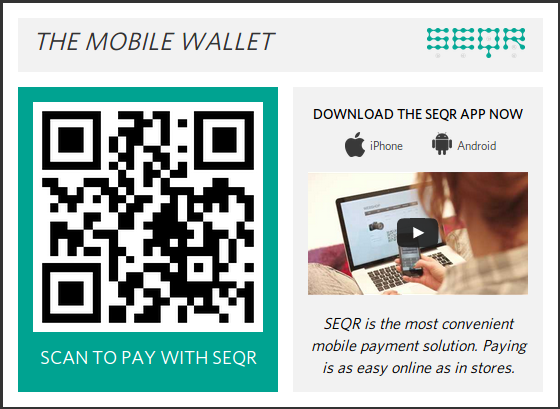 THE MOBILE WALLET
SEQR
DOWNLOAD THE SEQR APP NOW
iPhone
Android
SCAN TO PAY WITH SEQR
SEQR is the most convenient
mobile payment solution. Paying
is as easy online as in stores.